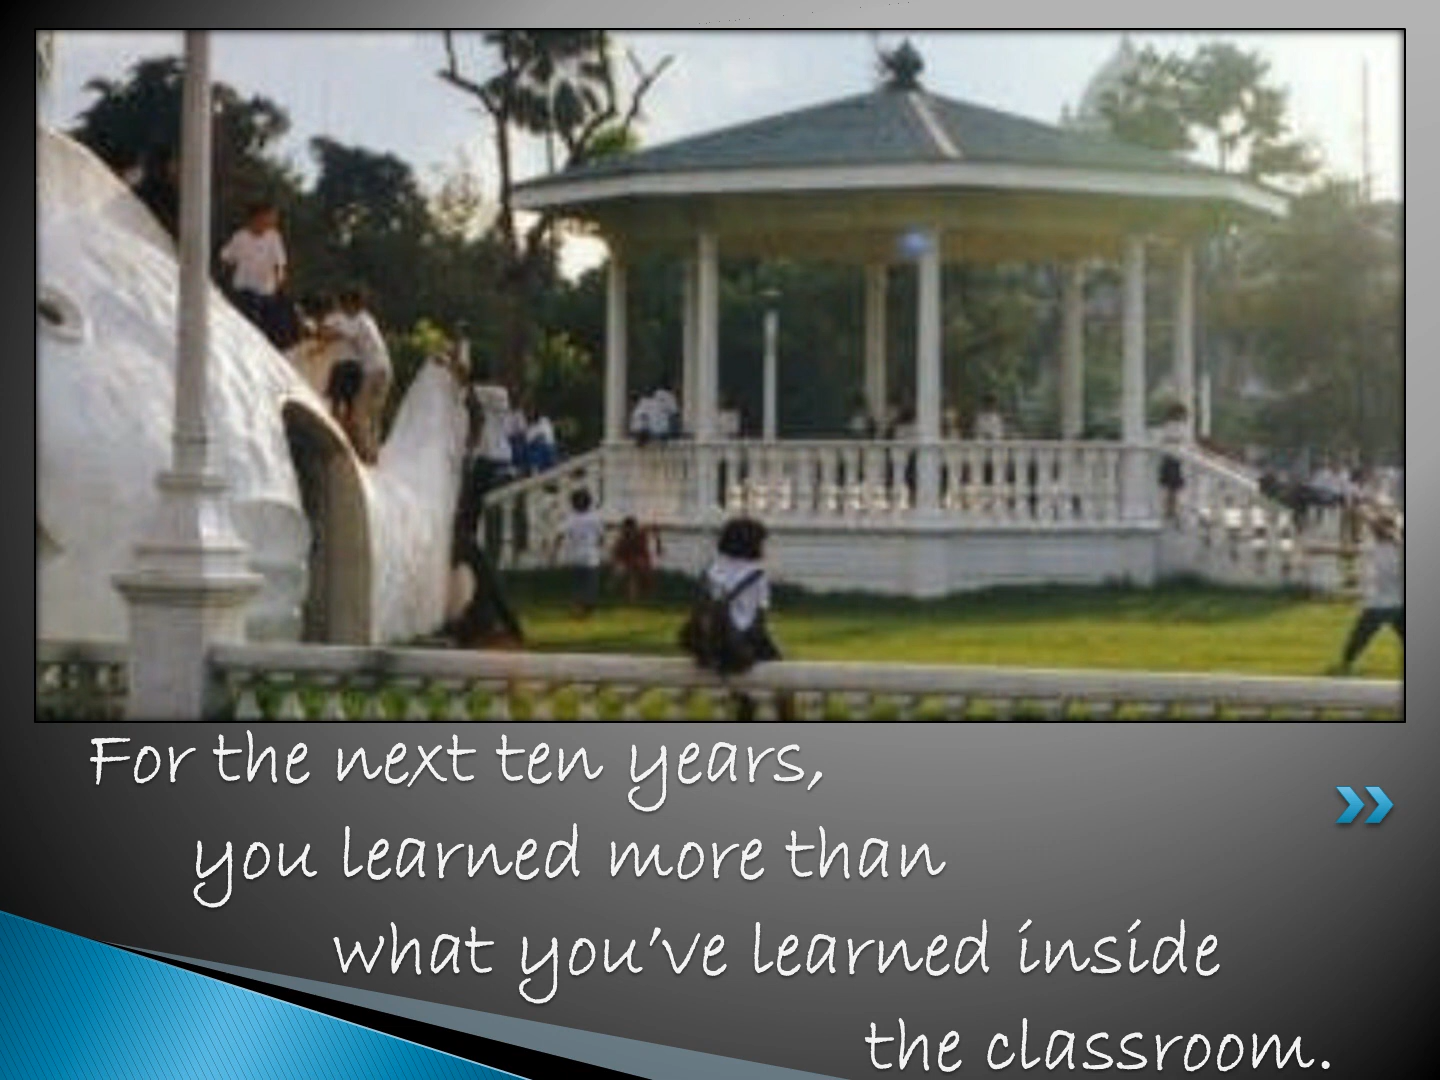 For the next ten years,
you learned more than
what you’ve learned inside
the classroom.